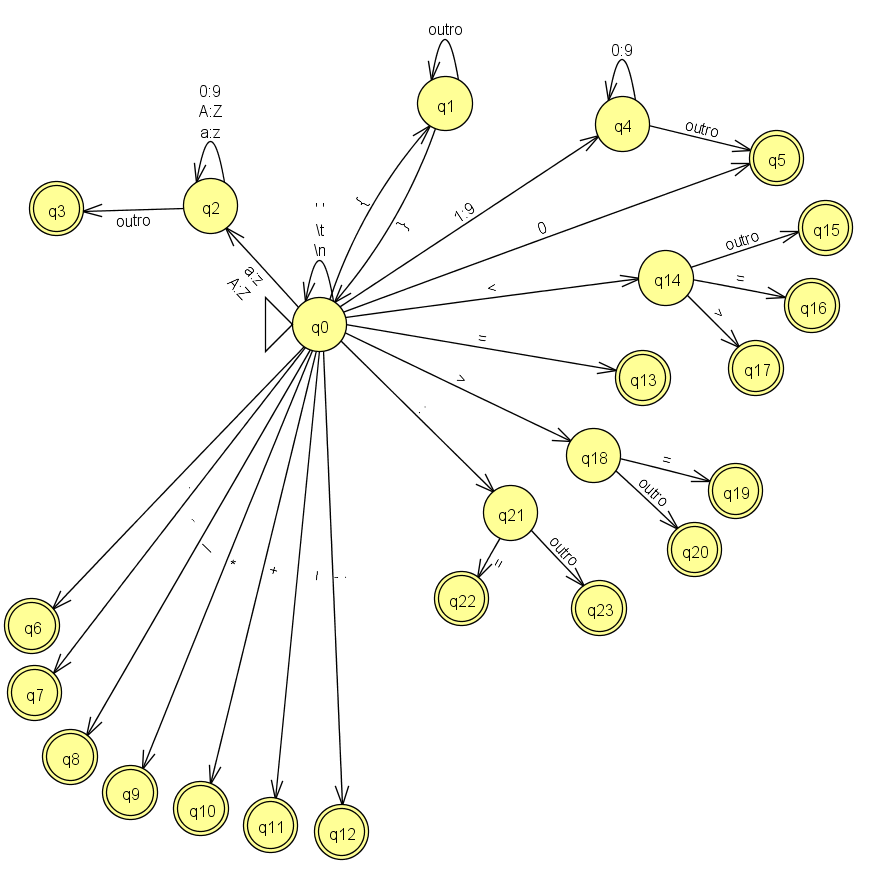 outro
q1
0:9
q4
outro
q5
0:9
A:Z
a:z
q2
outro
q3
' '
\t
\n
{
}
1:9
0
a:z
A:Z
q0
<
q14
outro
q15
=
q16
>
q17
=
q13
>
q18
=
q19
outro
q20
:
q21
=
q22
outro
q23
.
q6
,
q7
/
q8
*
q9
+
q10
-
q11
;
q12